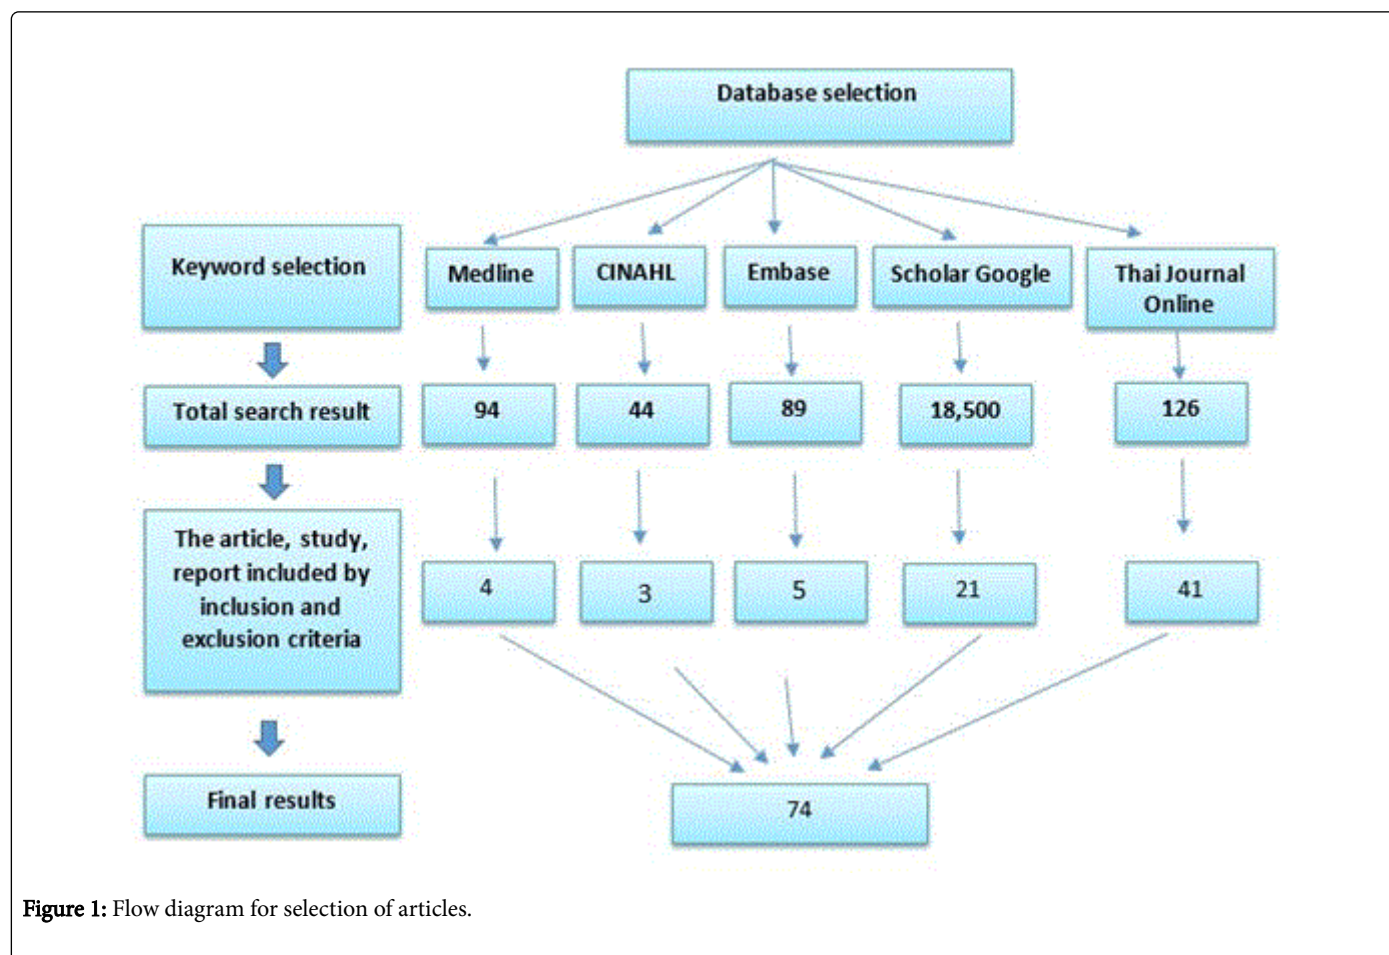 Database selection
Keyword selection
Medline
CINAHL
Embase
Scholar Google
Thai Journal
Online
Total search result
94
44
89
18,500
126
The article, study,
report included by
inclusion and
exclusion criteria
4
3
5
21
41
Final results
74
Figure 1: Flow diagram for selection of articles.